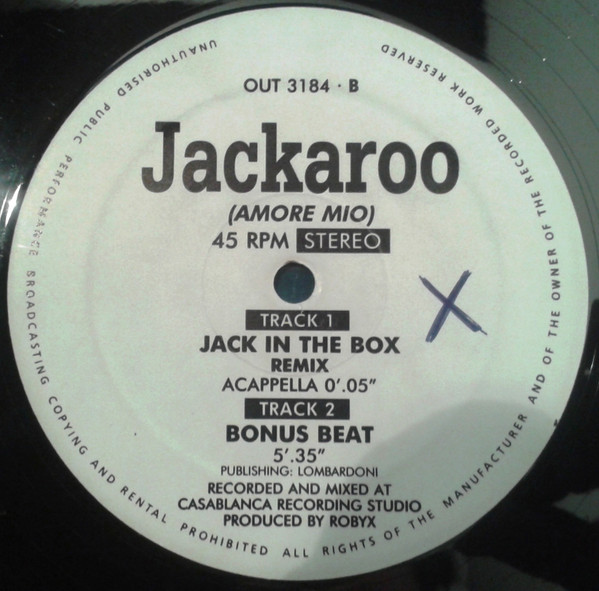 OUT 3184 · B
Jackaroo
(AMORE MIO)
45 RPM STEREO
TRACK 1
JACK IN THE BOX
REMIX
ACAPPELLA 0'.05"
TRACK 2
BONUS BEAT
5'.35"
PUBLISHING: LOMBARDONI
RECORDED AND MIXED AT
CASABLANCA RECORDING STUDIO
PRODUCED BY ROBYX
X
ALL RIGHTS OF THE MANUFACTURER AND OF THE OWNER OF THE RECORDED WORK RESERVED
UNAUTHORISED PUBLIC PERFORMANCE BROADCASTING COPYING AND RENTAL PROHIBITED